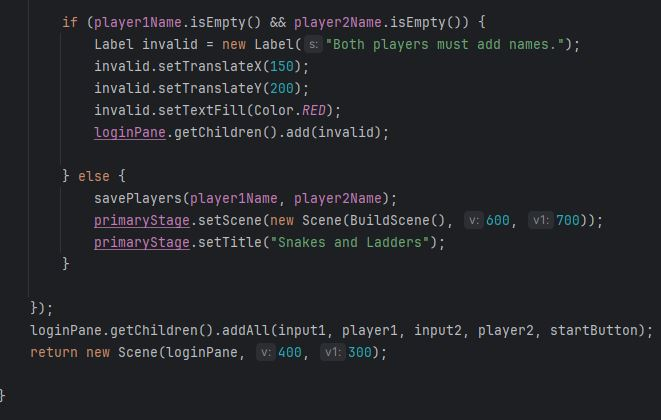 if (player1Name.isEmpty() && player2Name.isEmpty()) {
Label invalid = new Label( s: "Both players must add names.");
invalid.setTranslateX(150);
invalid.setTranslateY(200);
invalid.setTextFill(Color.RED);
loginPane.getChildren().add(invalid);
} else {
savePlayers(player1Name, player2Name);
primaryStage.setScene(new Scene(BuildScene(), v: 600, v1: 700));
primaryStage.setTitle("Snakes and Ladders");
}
});
loginPane.getChildren().addAll(input1, player1, input2, player2, startButton);
return new Scene(loginPane, v: 400, v1: 300);
}